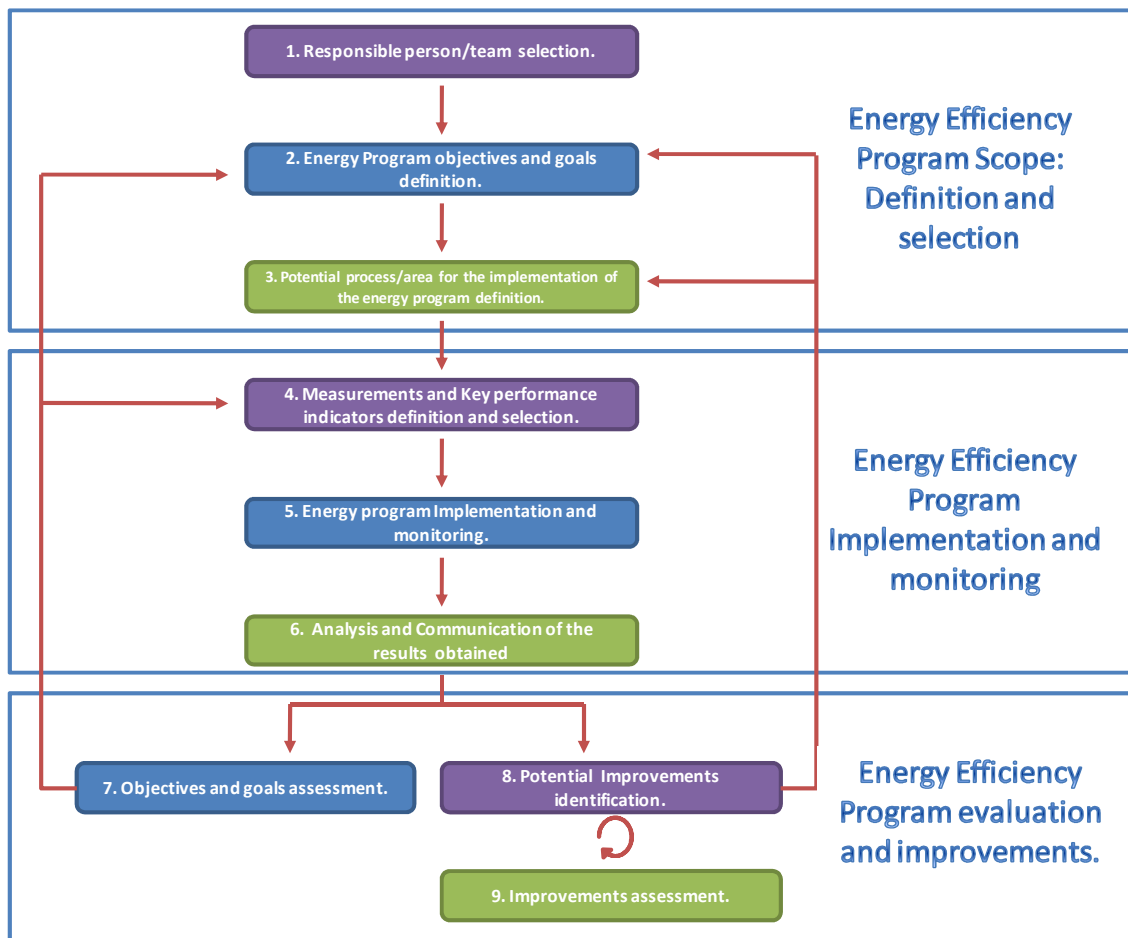 1. Responsible person/team selection.
2. Energy Program objectives and goals
definition.
3. Potential process/area for the implementation of
the energy program definition.
Energy Efficiency
Program Scope:
Definition and
selection
4. Measurements and Key performance
indicators definition and selection.
5. Energy program Implementation and
monitoring.
6. Analysis and Communication of the
results obtained
Energy Efficiency
Program
Implementation and
monitoring
7. Objectives and goals assessment.
8. Potential Improvements
identification.
9. Improvements assessment.
Energy Efficiency
Program evaluation
and improvements.